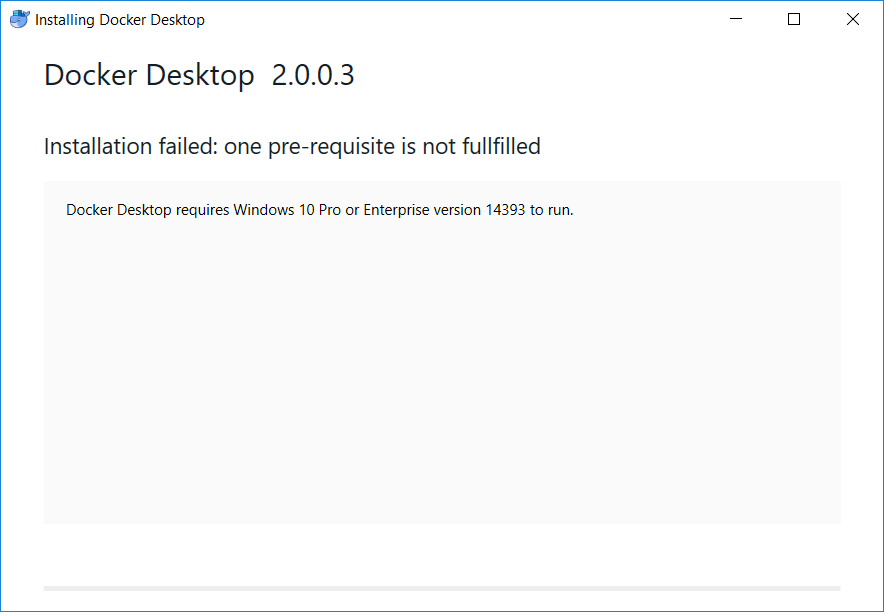 Installing Docker Desktop
Docker Desktop 2.0.0.3
Installation failed: one pre-requisite is not fullfilled
Docker Desktop requires Windows 10 Pro or Enterprise version 14393 to run.